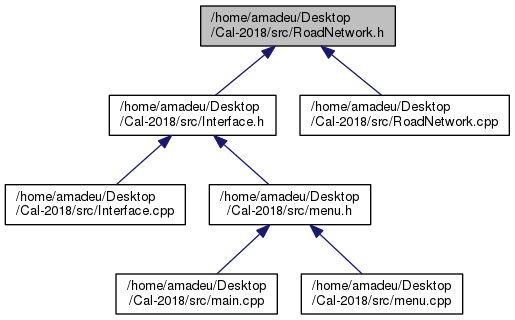 /home/amadeu/Desktop
/Cal-2018/src/RoadNetwork.h
/home/amadeu/Desktop
/Cal-2018/src/Interface.h
/home/amadeu/Desktop
/Cal-2018/src/RoadNetwork.cpp
/home/amadeu/Desktop
/Cal-2018/src/Interface.cpp
/home/amadeu/Desktop
/Cal-2018/src/menu.h
/home/amadeu/Desktop
/Cal-2018/src/main.cpp
/home/amadeu/Desktop
/Cal-2018/src/menu.cpp